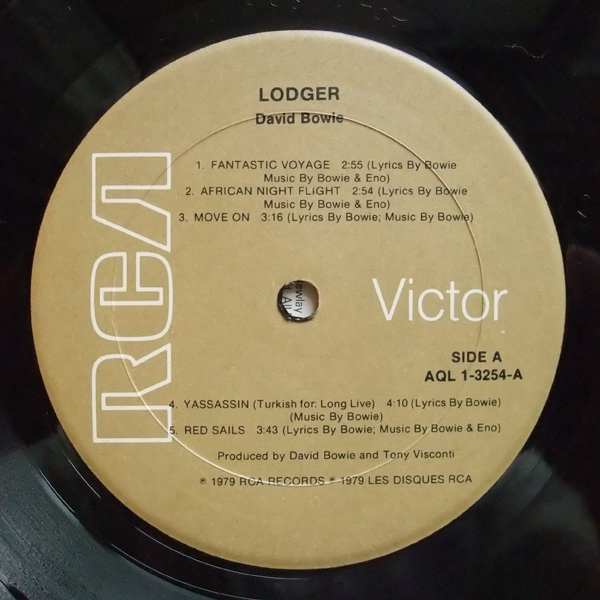 LODGER
David Bowie
1. FANTASTIC VOYAGE 2:55 (Lyrics By Bowie
Music By Bowie & Eno)
2. AFRICAN NIGHT FLIGHT 2:54 (Lyrics By Bowie
Music By Bowie & Eno)
3. MOVE ON 3:16 (Lyrics By Bowie; Music By Bowie)
RCA
Victor
SIDE A
AQL 1-3254-A
4. YASSASSIN (Turkish for: Long Live) 4:10 (Lyrics By Bowie)
(Music By Bowie)
5. RED SAILS 3:43 (Lyrics By Bowie; Music By Bowie & Eno)
Produced by David Bowie and Tony Visconti
℗ 1979 RCA RECORDS ℗ 1979 LES DISQUES RCA